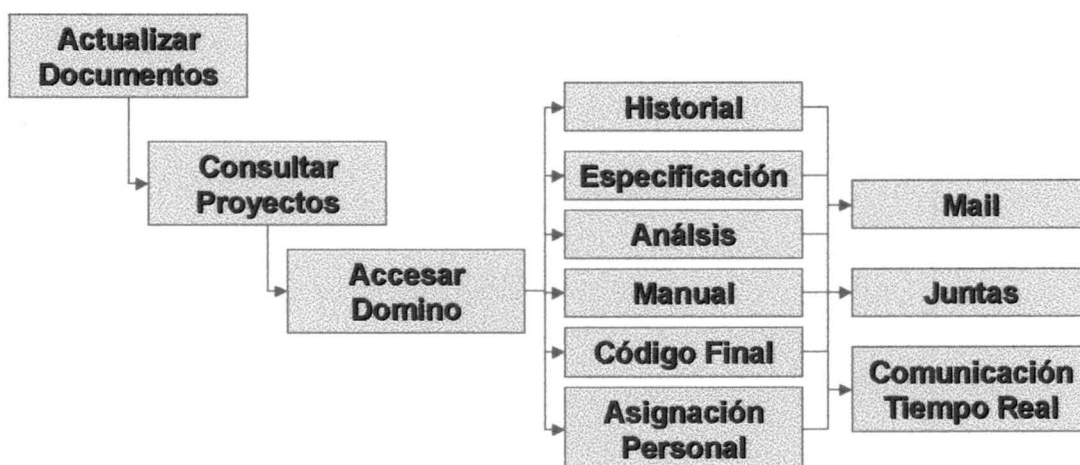 Actualizar
Documentos
Consultar
Proyectos
Accesar
Domino
Historial
Especificación
Análsis
Manual
Código Final
Asignación
Personal
Mail
Juntas
Comunicación
Tiempo Real